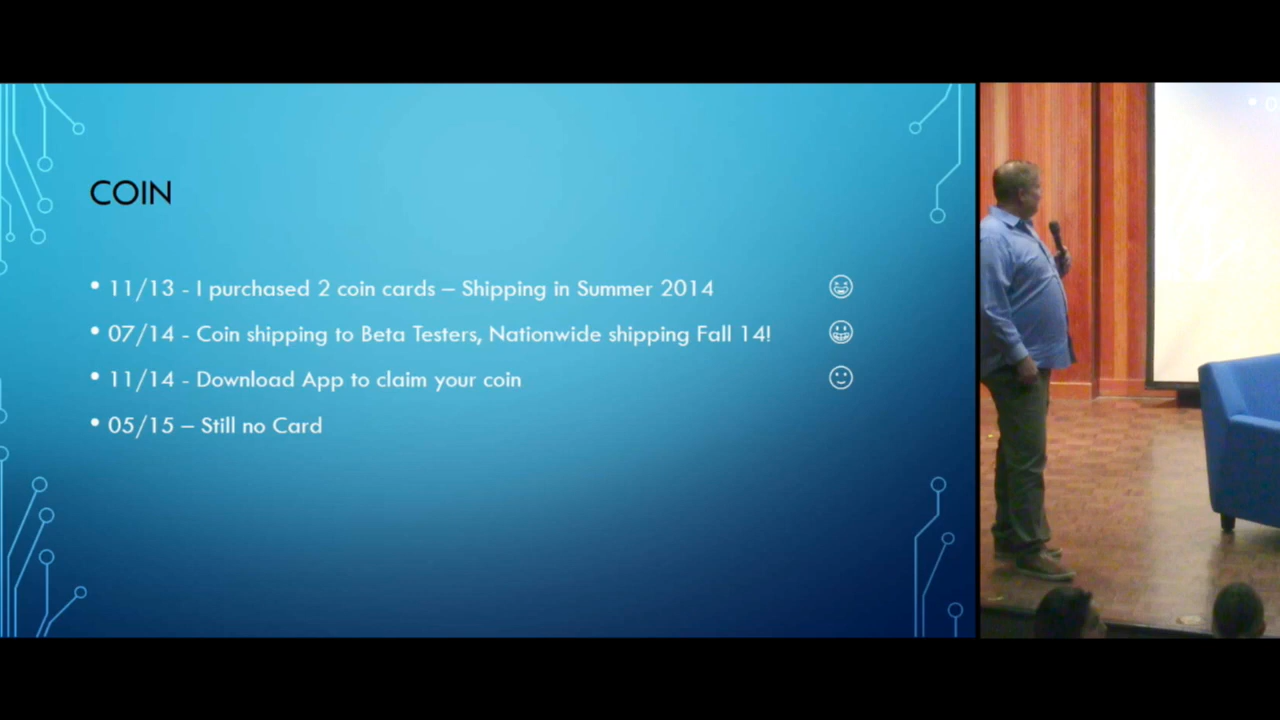 COIN
• 11/13 - I purchased 2 coin cards – Shipping in Summer 2014
• 07/14 - Coin shipping to Beta Testers, Nationwide shipping Fall 14!
• 11/14 - Download App to claim your coin
• 05/15 – Still no Card